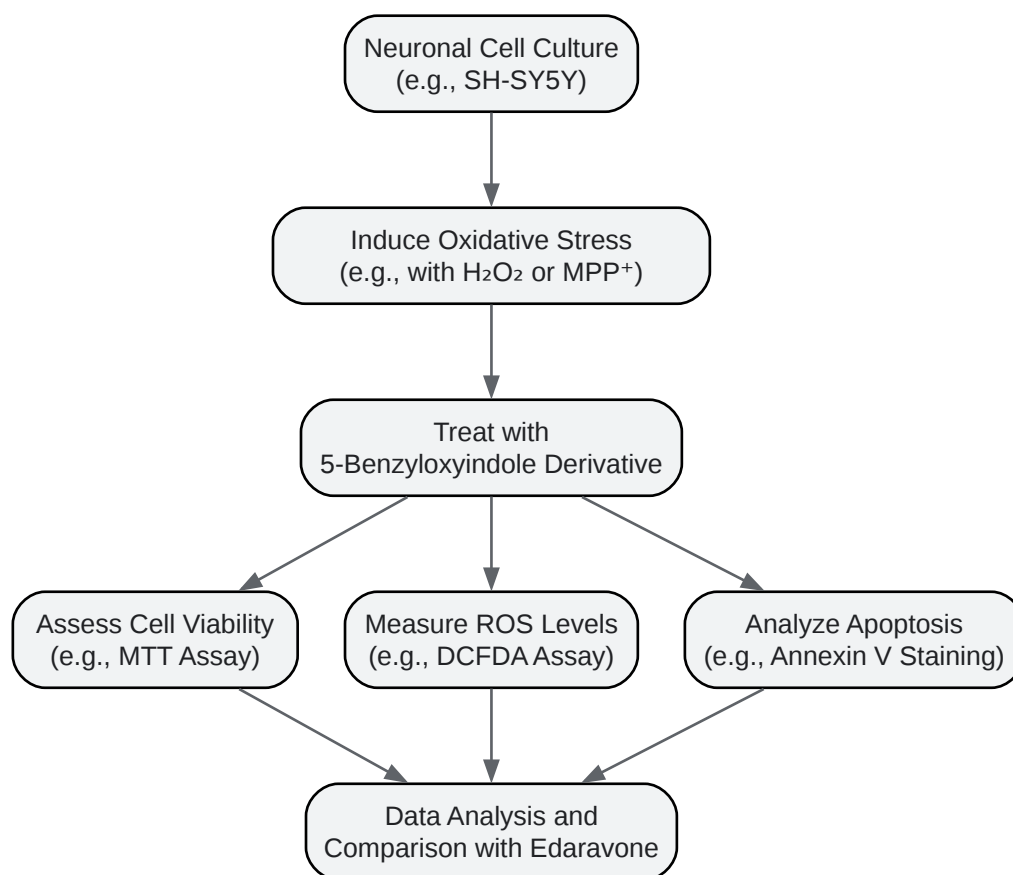 Neuronal Cell Culture
(e.g., SH-SY5Y)
Induce Oxidative Stress
(e.g., with H₂O₂ or MPP⁺)
Treat with
5-Benzyloxyindole Derivative
Assess Cell Viability
(e.g., MTT Assay)
Measure ROS Levels
(e.g., DCFDA Assay)
Analyze Apoptosis
(e.g., Annexin V Staining)
Data Analysis and
Comparison with Edaravone